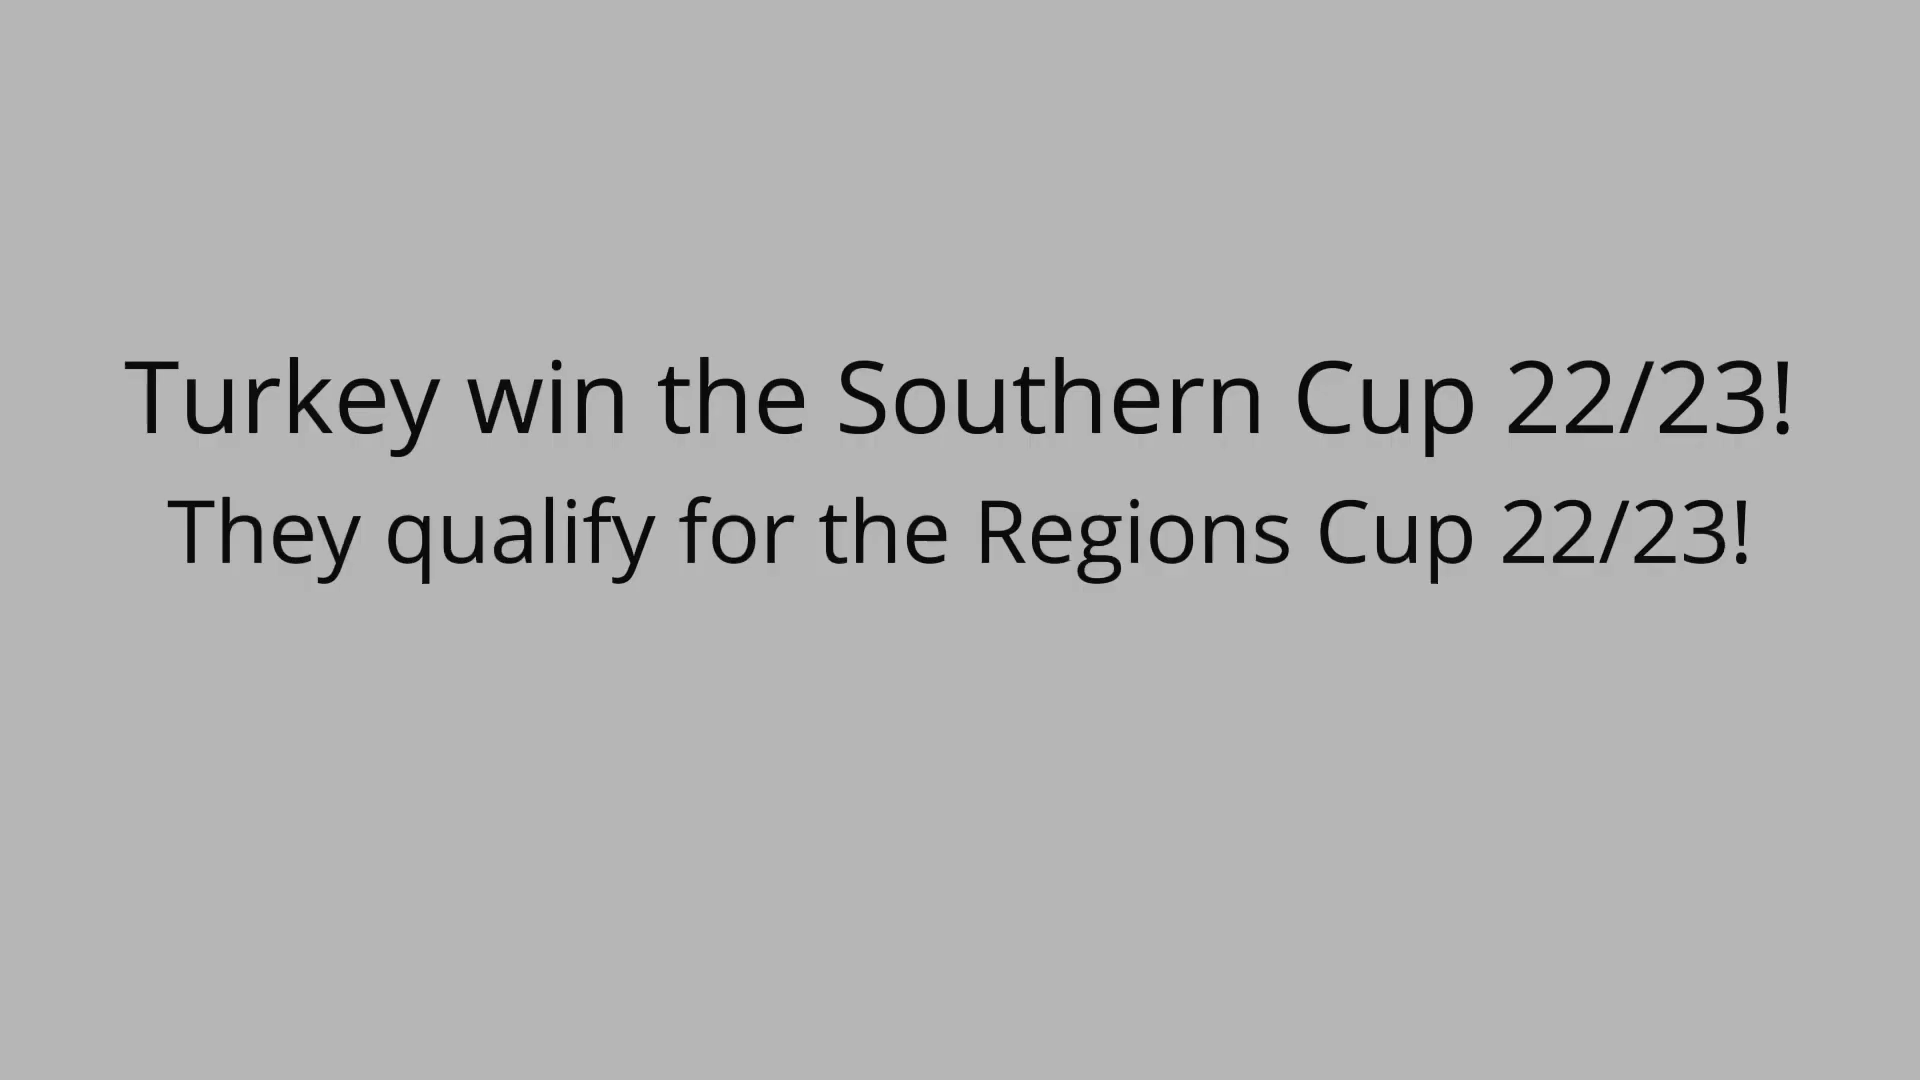 Turkey win the Southern Cup 22/23!
They qualify for the Regions Cup 22/23!